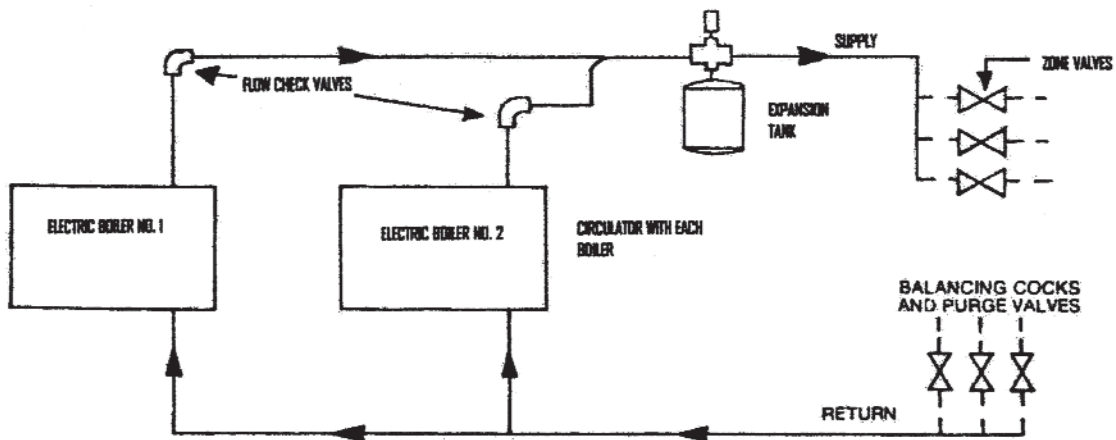 SUPPLY
ZONE VALVES
FLOW CHECK VALVES
EXPANSION
TANK
ELECTRIC BOILER NO. 1
ELECTRIC BOILER NO. 2
CIRCULATOR WITH EACH
BOILER
BALANCING COCKS
AND PURGE VALVES
RETURN